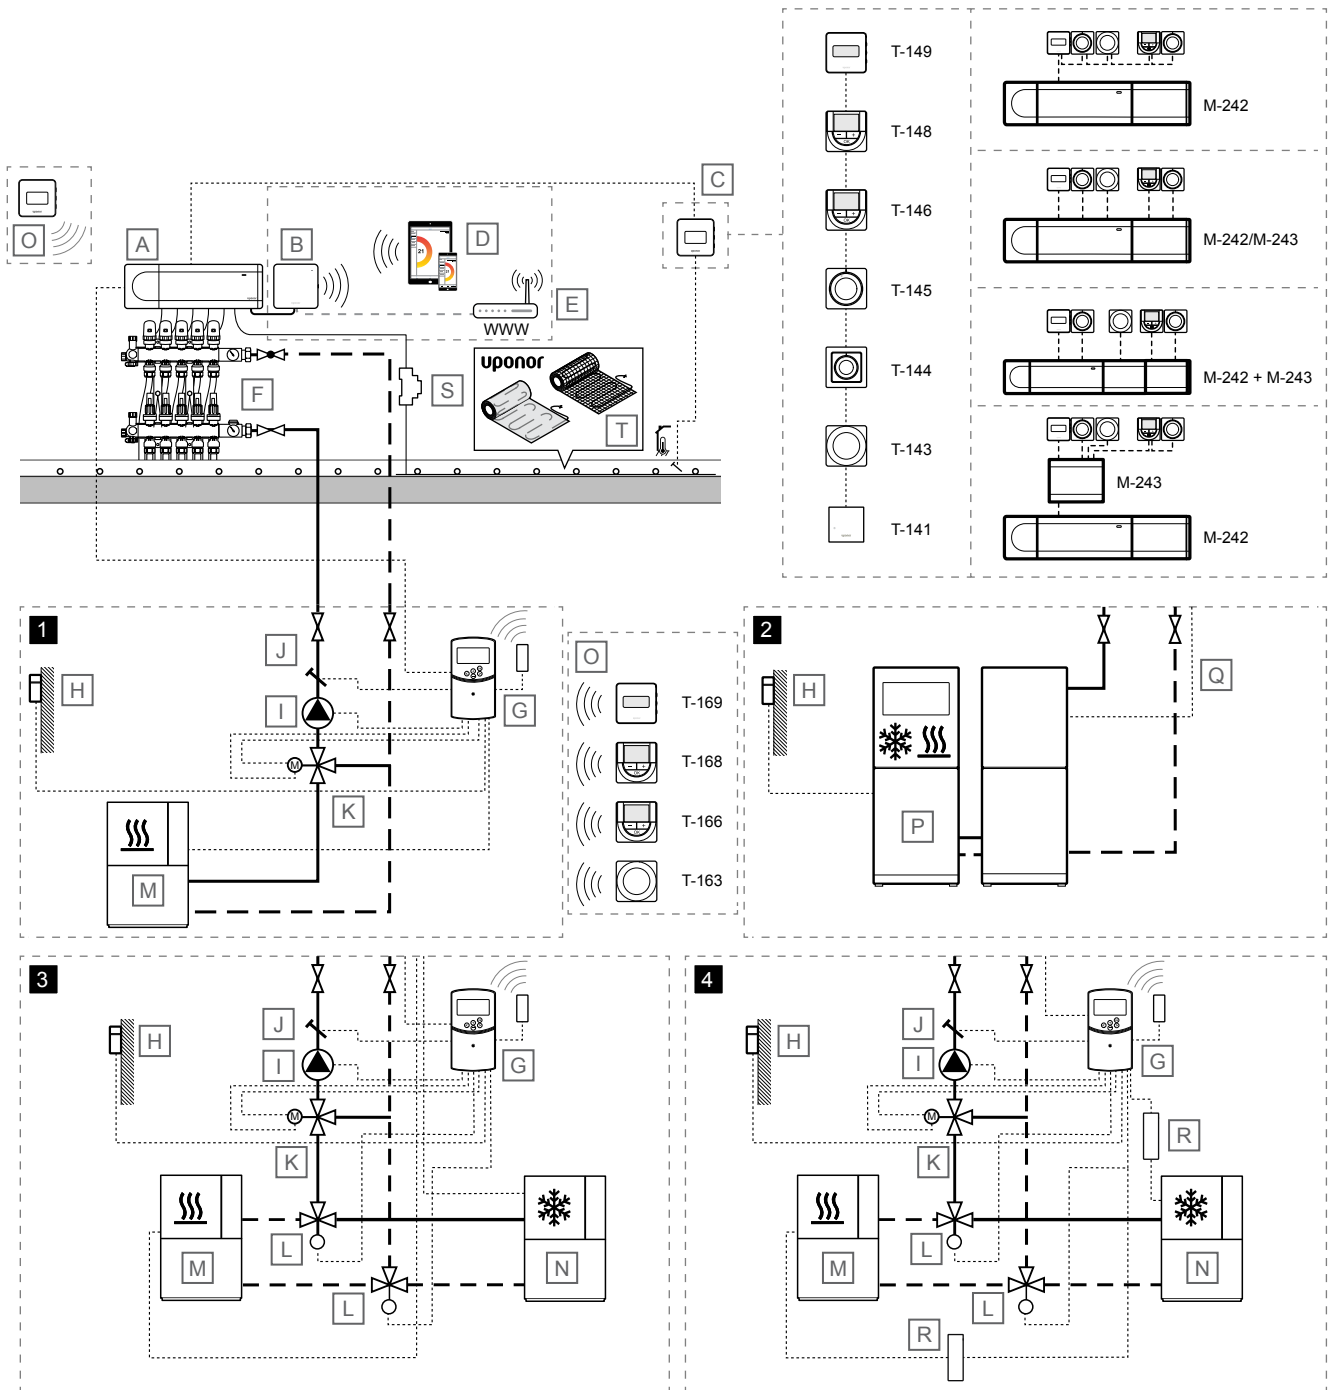 T-149
M-242
T-148
C
O
A
B
D
T-146
M-242/M-243
E
WWW
T-145
uponor
F
S
T
T-144
M-242 + M-243
T-143
M-243
T-141
M-242
1
J
H
I
G
M
K
M
O
T-169
T-168
T-166
T-163
2
H
Q
P
3
J
H
I
G
M
K
L
M
N
L
4
J
H
I
G
M
R
K
L
M
N
L
R